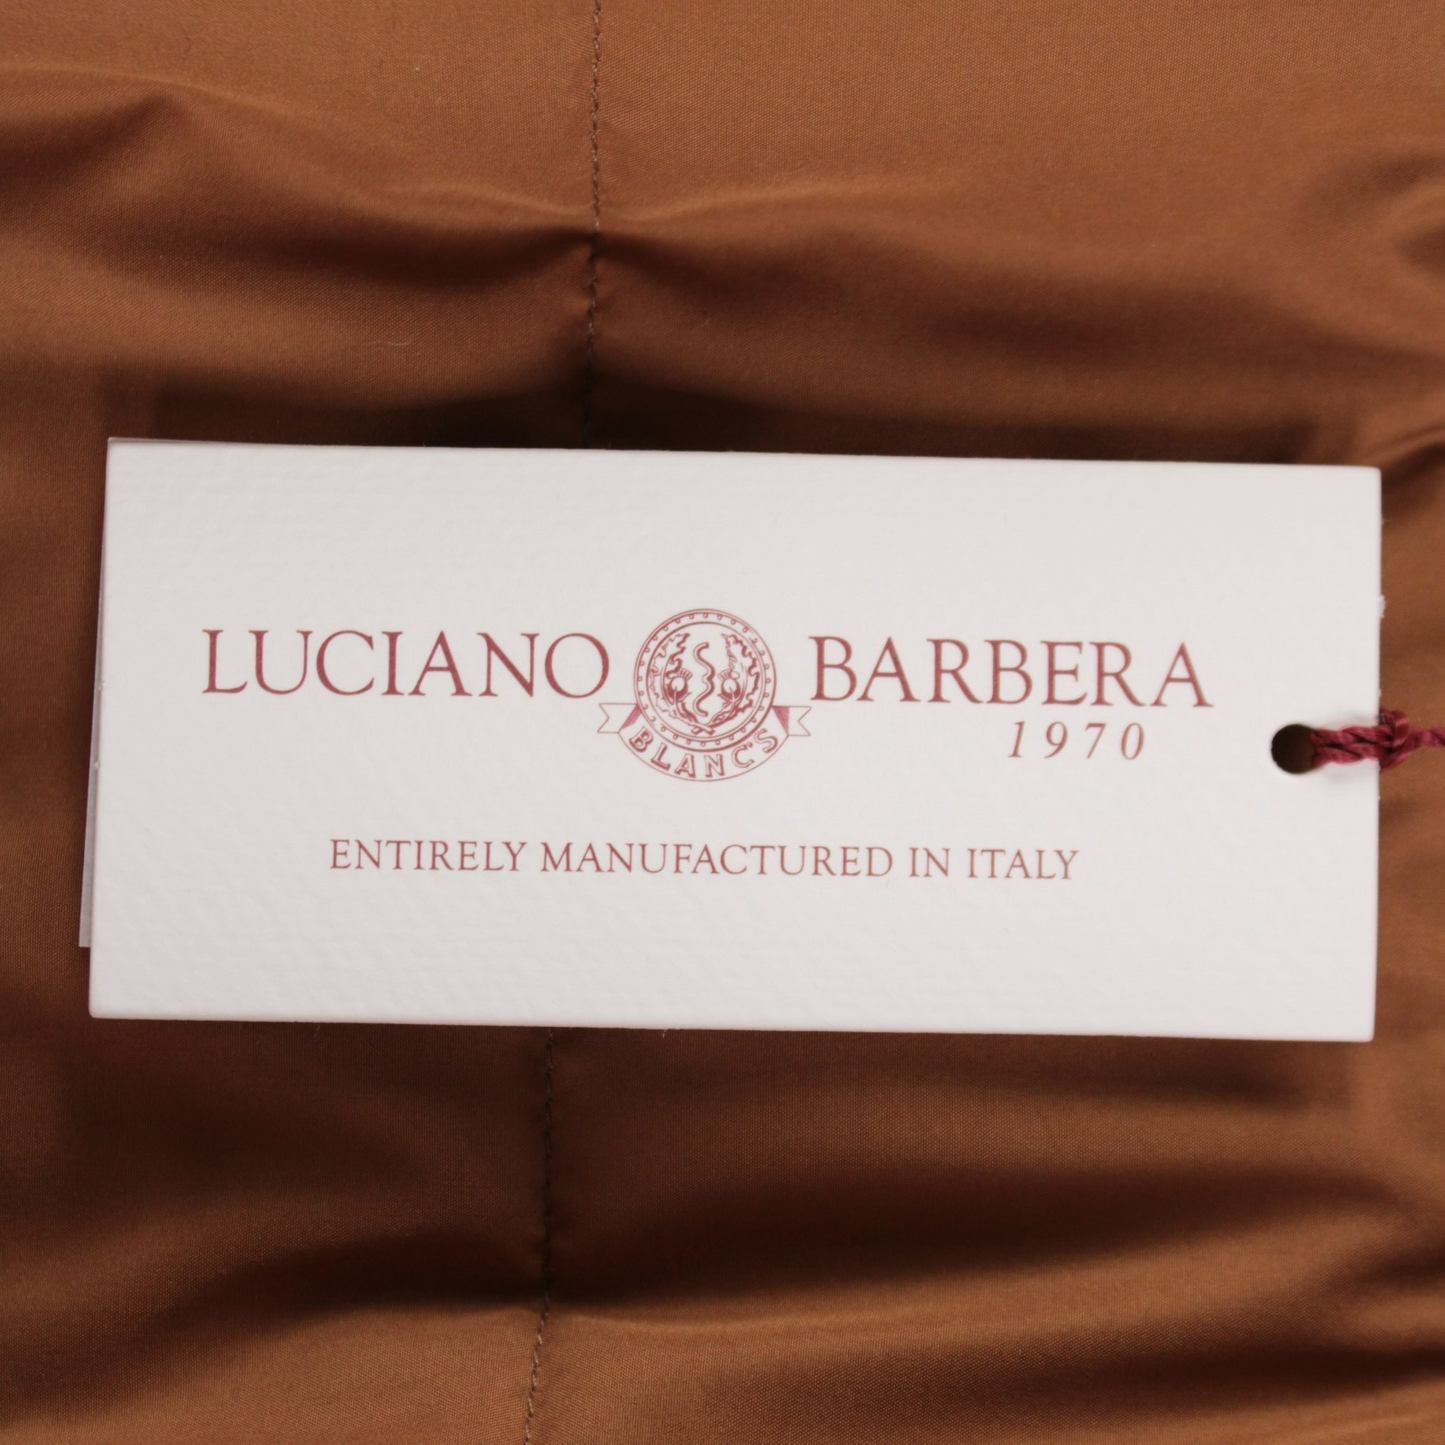 LUCIANO BARBERA
1970
BLANC'S
ENTIRELY MANUFACTURED IN ITALY